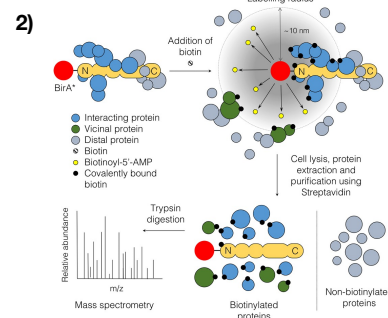 Labelling radius
2)
~10 nm
Addition of
biotin
N
C
N
C
BirA*
Interacting protein
Vicinal protein
Distal protein
Biotin
Biotinoyl-5'-AMP
Covalently bound
biotin
Cell lysis, protein
extraction and
purification using
Streptavidin
Trypsin
digestion
Relative abundance
N
C
m/z
Mass spectrometry
Biotinylated
proteins
Non-biotinylate
proteins